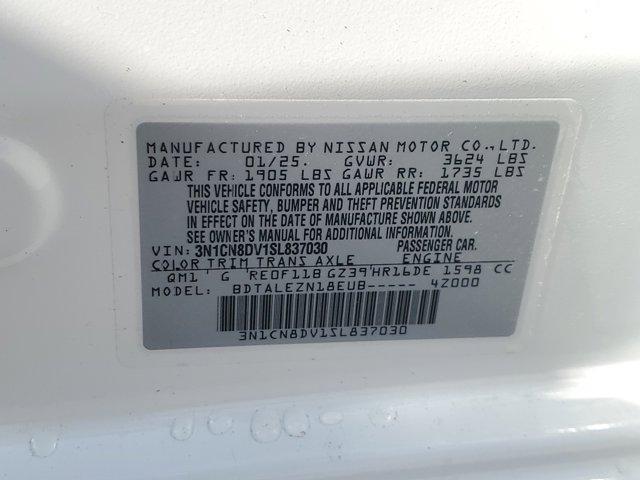 MANUFACTURED BY NISSAN MOTOR CO., LTD.
DATE: 01/25. GVWR: 3624 LBS
GAWR FR: 1905 LBS GAWR RR: 1735 LBS
THIS VEHICLE CONFORMS TO ALL APPLICABLE FEDERAL MOTOR
VEHICLE SAFETY, BUMPER AND THEFT PREVENTION STANDARDS
IN EFFECT ON THE DATE OF MANUFACTURE SHOWN ABOVE.
SEE OWNER'S MANUAL FOR ADDITIONAL INFORMATION.
VIN: 3N1CN8DV1SL837030 PASSENGER CAR.
COLOR TRIM TRANS AXLE ENGINE
QM1 ' G ' RE0F11B GZ39 ' HR16DE 1598 CC
MODEL: BDTALEZN18EUB----- 4Z000
3N1CN8DV1SL837030